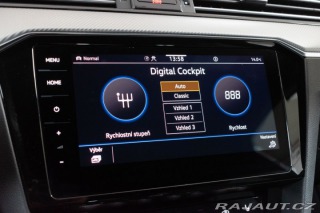 MENU
HOME
Normal
13:58
14.0
Digital Cockpit
Auto
Classic
Vzhled 1
Vzhled 2
Vzhled 3
888
Rychlostní stupeň
Rychlost
Výběr
Nastavení
RAJAUT.CZ